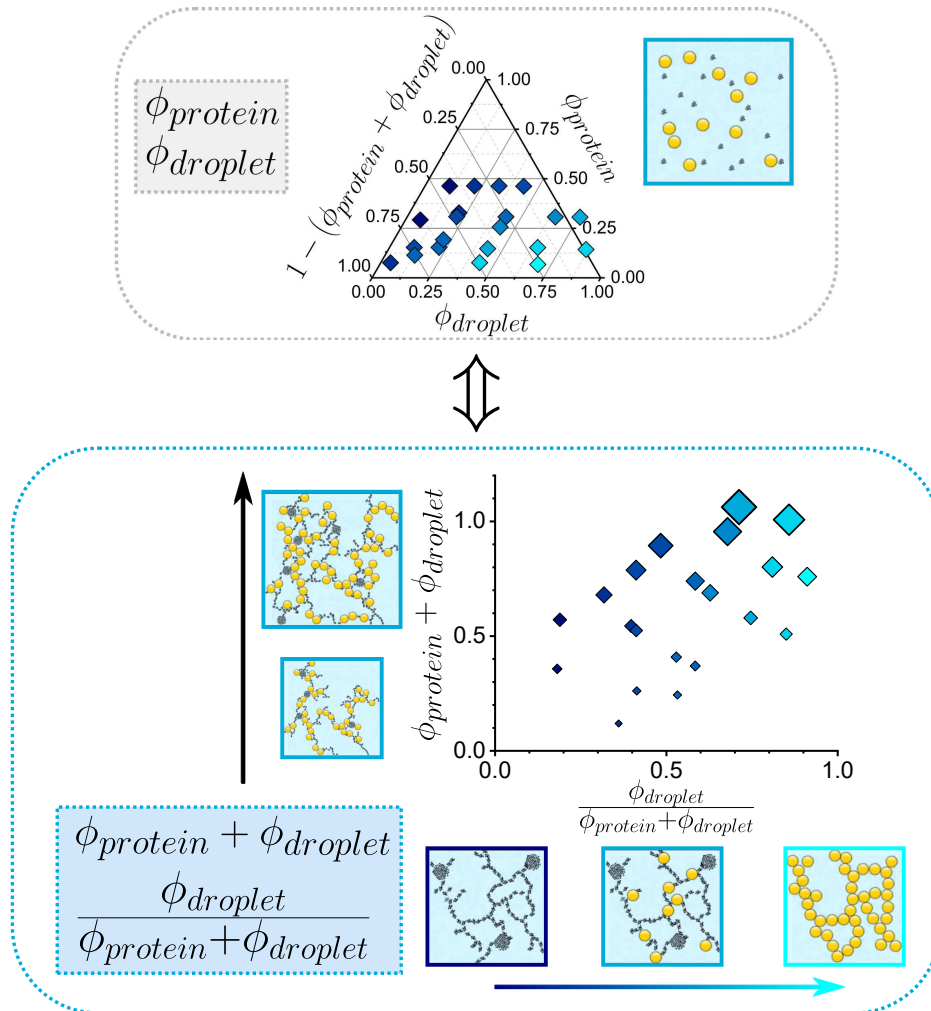 ϕprotein
ϕdroplet
1 − (ϕprotein + ϕdroplet)
ϕprotein
0.00 1.00
0.25 0.75
0.50 0.50
0.75 0.25
1.00 0.00
0.00 0.25 0.50 0.75 1.00
ϕdroplet
ϕprotein + ϕdroplet
1.0
0.5
0.0
0.0 0.5 1.0
ϕdroplet
ϕprotein+ϕdroplet
ϕprotein + ϕdroplet
ϕdroplet
ϕprotein+ϕdroplet